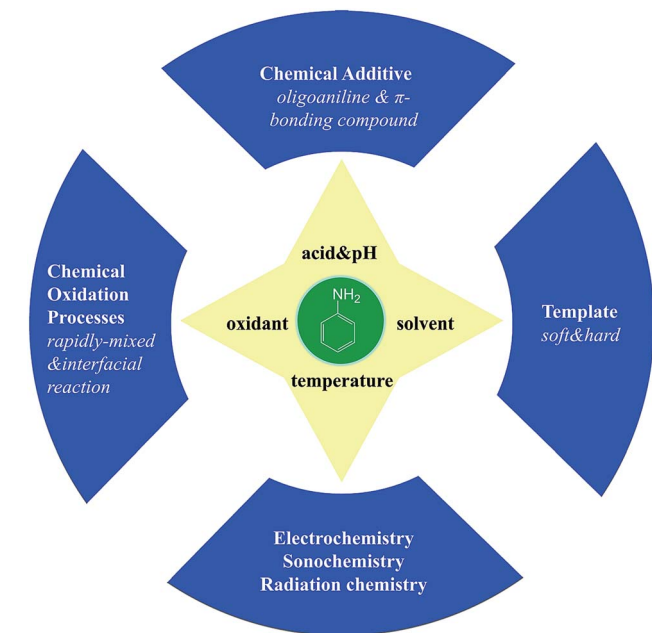 Chemical Additive
oligoaniline & π-
bonding compound
Chemical
Oxidation
Processes
rapidly-mixed
&interfacial
reaction
acid&pH
NH₂
oxidant
solvent
temperature
Template
soft&hard
Electrochemistry
Sonochemistry
Radiation chemistry